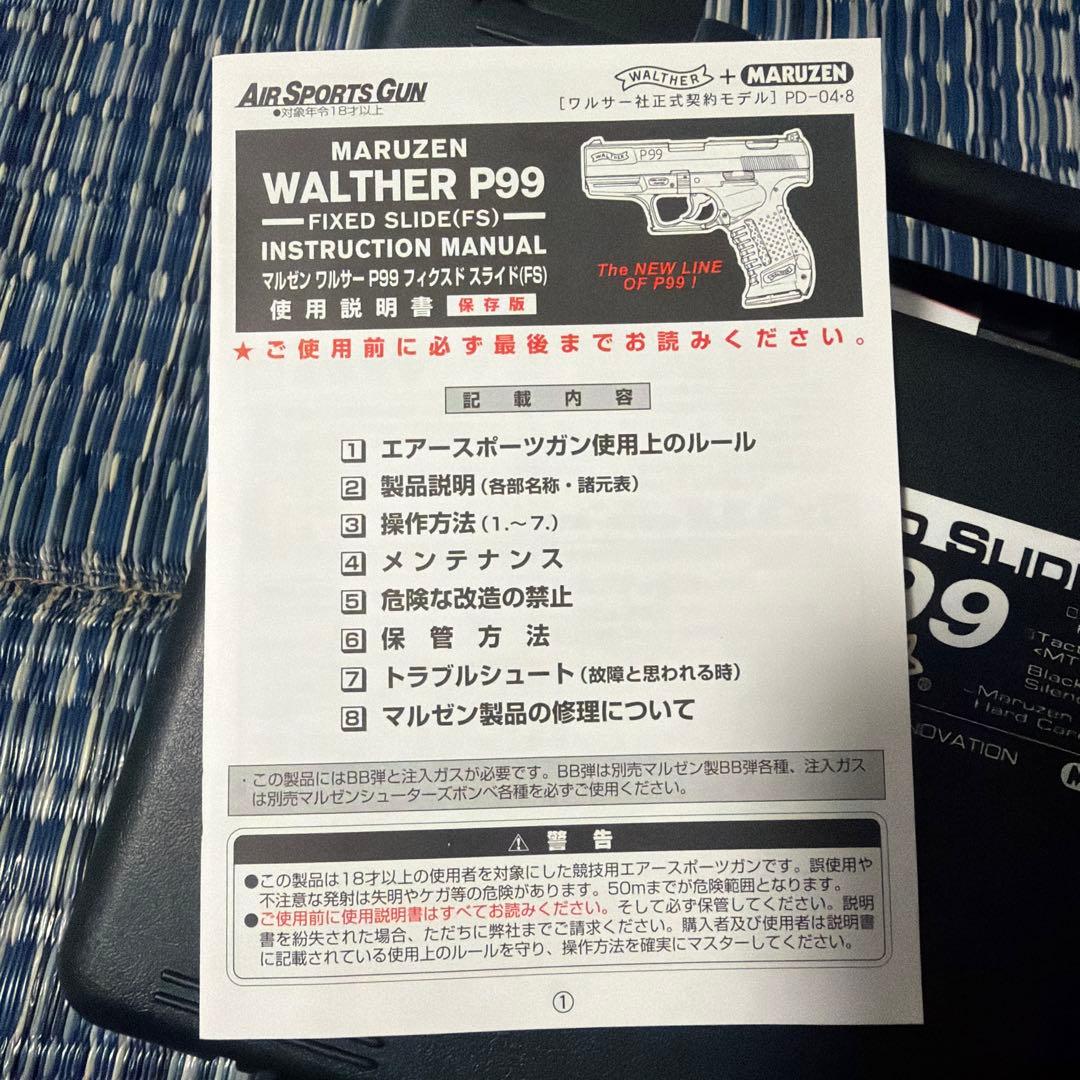 AIR SPORTS GUN
●対象年令18才以上
WALTHER + MARUZEN
［ワルサー社正式契約モデル］PD-04・8
MARUZEN
WALTHER P99
FIXED SLIDE(FS)
INSTRUCTION MANUAL
マルゼン ワルサー P99 フィクスド スライド(FS)
使用説明書 保存版
WALTHER P99
The NEW LINE
OF P99 !
WALTHER
★ご使用前に必ず最後までお読みください。
記載内容
1 エアースポーツガン使用上のルール
2 製品説明（各部名称・諸元表）
3 操作方法（1.～7.）
4 メンテナンス
5 危険な改造の禁止
6 保管方法
7 トラブルシュート（故障と思われる時）
8 マルゼン製品の修理について
・この製品にはBB弾と注入ガスが必要です。BB弾は別売マルゼン製BB弾各種、注入ガス
は別売マルゼンシューターズボンベ各種を必ずご使用ください。
⚠ 警告
●この製品は18才以上の使用者を対象にした競技用エアースポーツガンです。誤使用や
不注意な発射は失明やケガ等の危険があります。50mまでが危険範囲となります。
●ご使用前に使用説明書はすべてお読みください。そして必ず保管してください。説明
書を紛失された場合、ただちに弊社までご請求ください。購入者及び使用者は説明書
に記載されている使用上のルールを守り、操作方法を確実にマスターしてください。
①
D SLID
99
Tact
<MT
Black
Silen
Maruzen
Hard Car
NOVATION